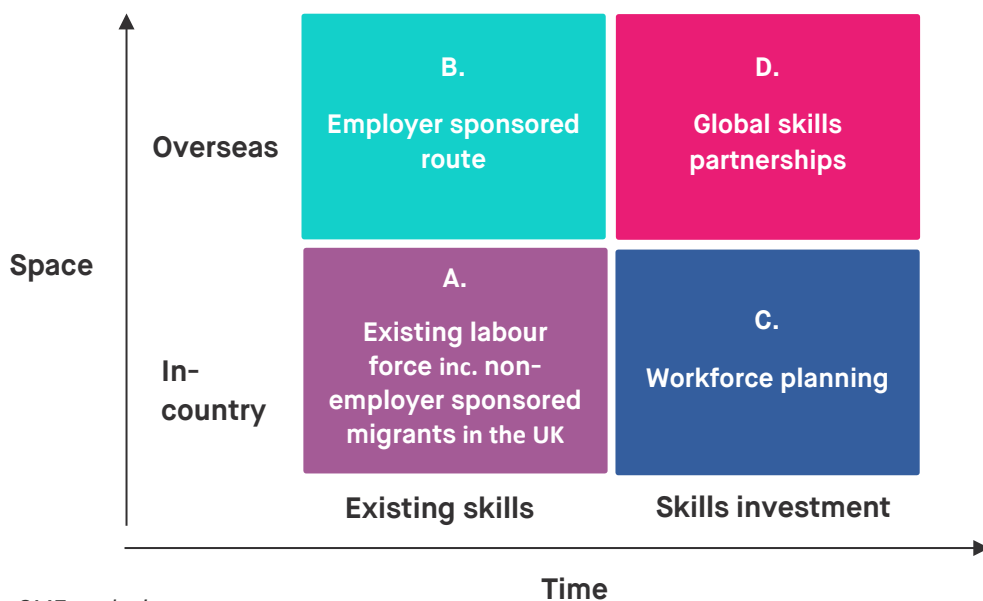 B.
Employer sponsored
route
D.
Global skills
partnerships
Overseas
Space
A.
Existing labour
force inc. non-
employer sponsored
migrants in the UK
C.
Workforce planning
In-
country
Existing skills
Skills investment
Time